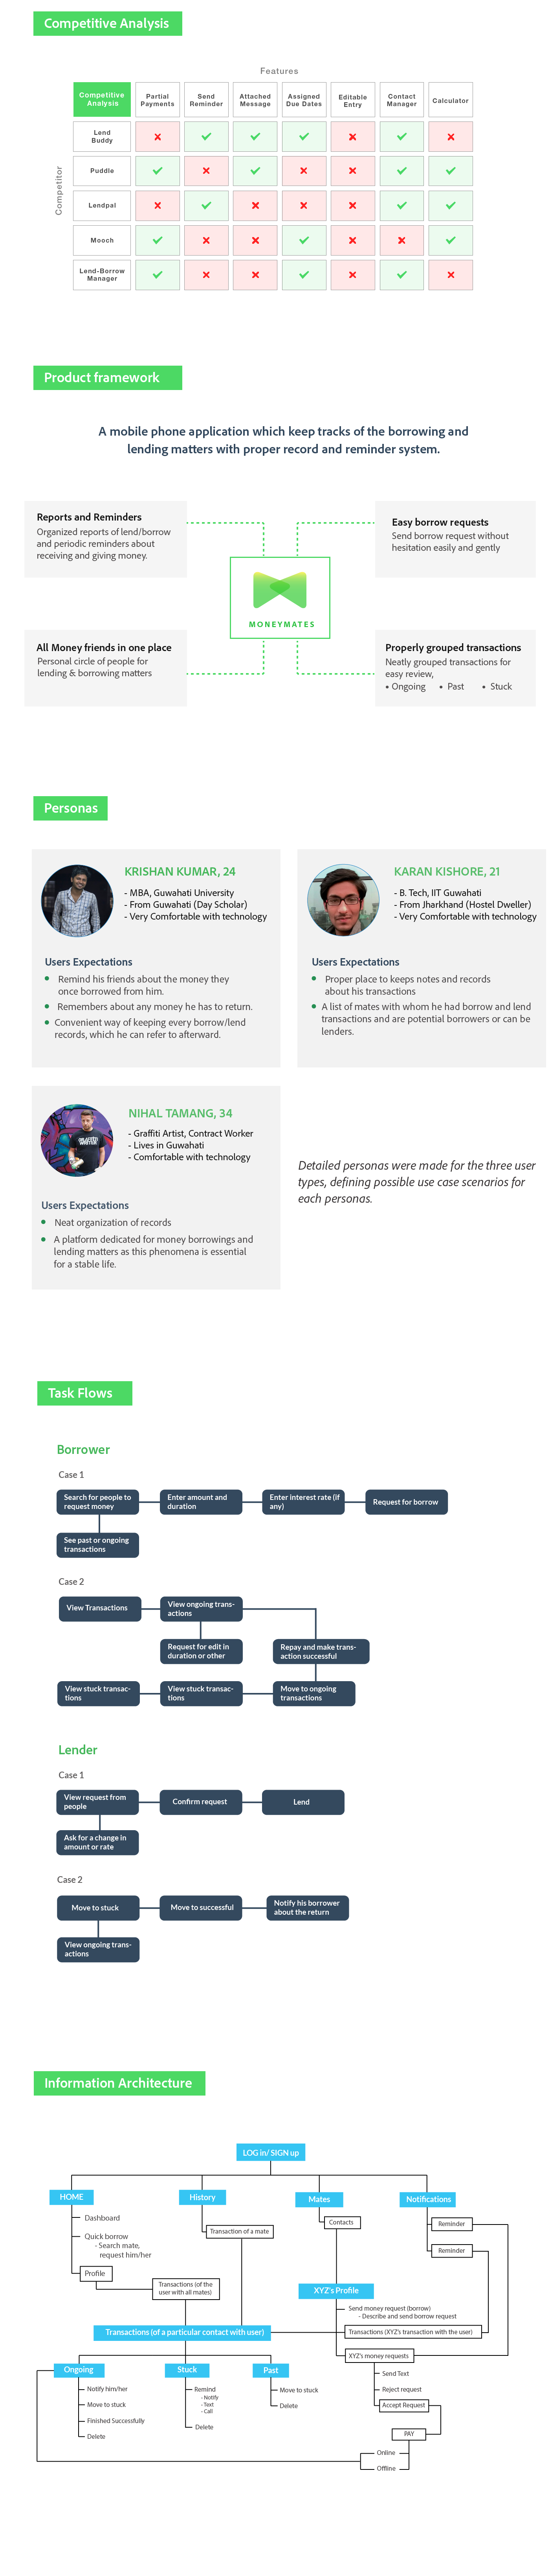 Competitive Analysis
Features
Competitive
Analysis
Partial
Payments
Send
Reminder
Attached
Message
Assigned
Due Dates
Editable
Entry
Contact
Manager
Calculator
Competitor
Lend
Buddy
Puddle
Lendpal
Mooch
Lend-Borrow
Manager
Product framework
A mobile phone application which keep tracks of the borrowing and
lending matters with proper record and reminder system.
Reports and Reminders
Organized reports of lend/borrow
and periodic reminders about
receiving and giving money.
Easy borrow requests
Send borrow request without
hesitation easily and gently
MONEYMATES
All Money friends in one place
Personal circle of people for
lending & borrowing matters
Properly grouped transactions
Neatly grouped transactions for
easy review,
• Ongoing • Past • Stuck
Personas
KRISHAN KUMAR, 24
- MBA, Guwahati University
- From Guwahati (Day Scholar)
- Very Comfortable with technology
Users Expectations
• Remind his friends about the money they
once borrowed from him.
• Remembers about any money he has to return.
• Convenient way of keeping every borrow/lend
records, which he can refer to afterward.
KARAN KISHORE, 21
- B. Tech, IIT Guwahati
- From Jharkhand (Hostel Dweller)
- Very Comfortable with technology
Users Expectations
• Proper place to keeps notes and records
about his transactions
• A list of mates with whom he had borrow and lend
transactions and are potential borrowers or can be
lenders.
NIHAL TAMANG, 34
- Graffiti Artist, Contract Worker
- Lives in Guwahati
- Comfortable with technology
Users Expectations
• Neat organization of records
• A platform dedicated for money borrowings and
lending matters as this phenomena is essential
for a stable life.
Detailed personas were made for the three user
types, defining possible use case scenarios for
each personas.
Task Flows
Borrower
Case 1
Search for people to
request money
Enter amount and
duration
Enter interest rate (if
any)
Request for borrow
See past or ongoing
transactions
Case 2
View Transactions
View ongoing trans-
actions
Request for edit in
duration or other
Repay and make trans-
action successful
View stuck transac-
tions
View stuck transac-
tions
Move to ongoing
transactions
Lender
Case 1
View request from
people
Confirm request
Lend
Ask for a change in
amount or rate
Case 2
Move to stuck
Move to successful
Notify his borrower
about the return
View ongoing trans-
actions
Information Architecture
LOG in/ SIGN up
HOME
History
Mates
Notifications
Dashboard
Quick borrow
- Search mate,
request him/her
Profile
Transaction of a mate
Contacts
Reminder
Reminder
Transactions (of the
user with all mates)
XYZ's Profile
Send money request (borrow)
- Describe and send borrow request
Transactions (of a particular contact with user)
Transactions (XYZ's transaction with the user)
XYZ's money requests
Ongoing
Stuck
Past
Notify him/her
Move to stuck
Finished Successfully
Delete
Remind
- Notify
- Text
- Call
Delete
Move to stuck
Delete
Send Text
Reject request
Accept Request
PAY
Online
Offline